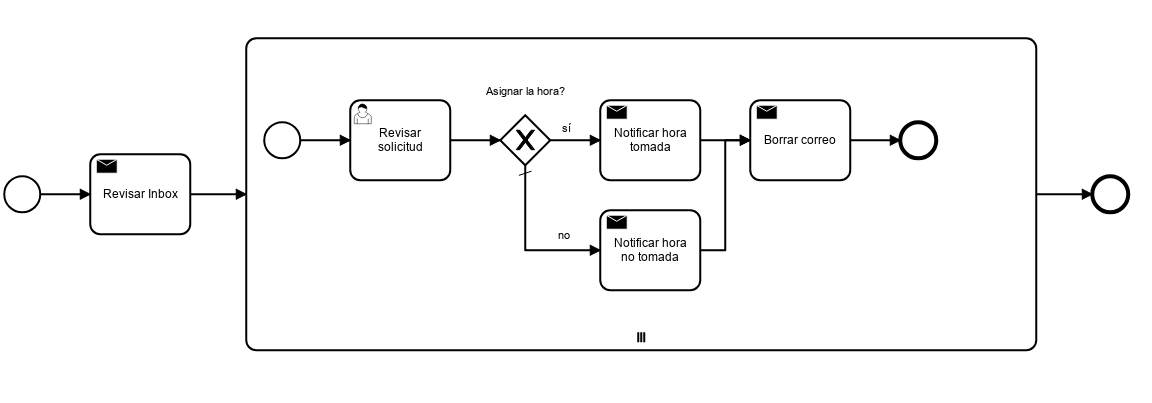 Asignar la hora?
sí
Revisar
solicitud
Notificar hora
tomada
Borrar correo
Revisar Inbox
no
Notificar hora
no tomada